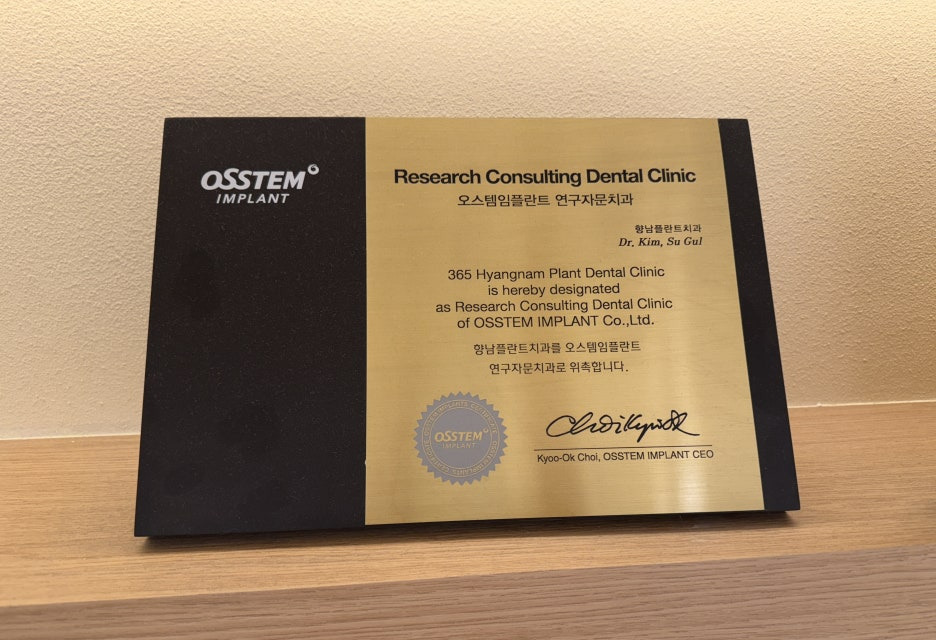 OSSTEM
IMPLANT
Research Consulting Dental Clinic
오스템임플란트 연구자문치과
향남플란트치과
Dr. Kim, Su Gul
365 Hyangnam Plant Dental Clinic
is hereby designated
as Research Consulting Dental Clinic
of OSSTEM IMPLANT Co.,Ltd.
향남플란트치과를 오스템임플란트
연구자문치과로 위촉합니다.
OSSTEM
IMPLANT
Kyoo-Ok Choi, OSSTEM IMPLANT CEO